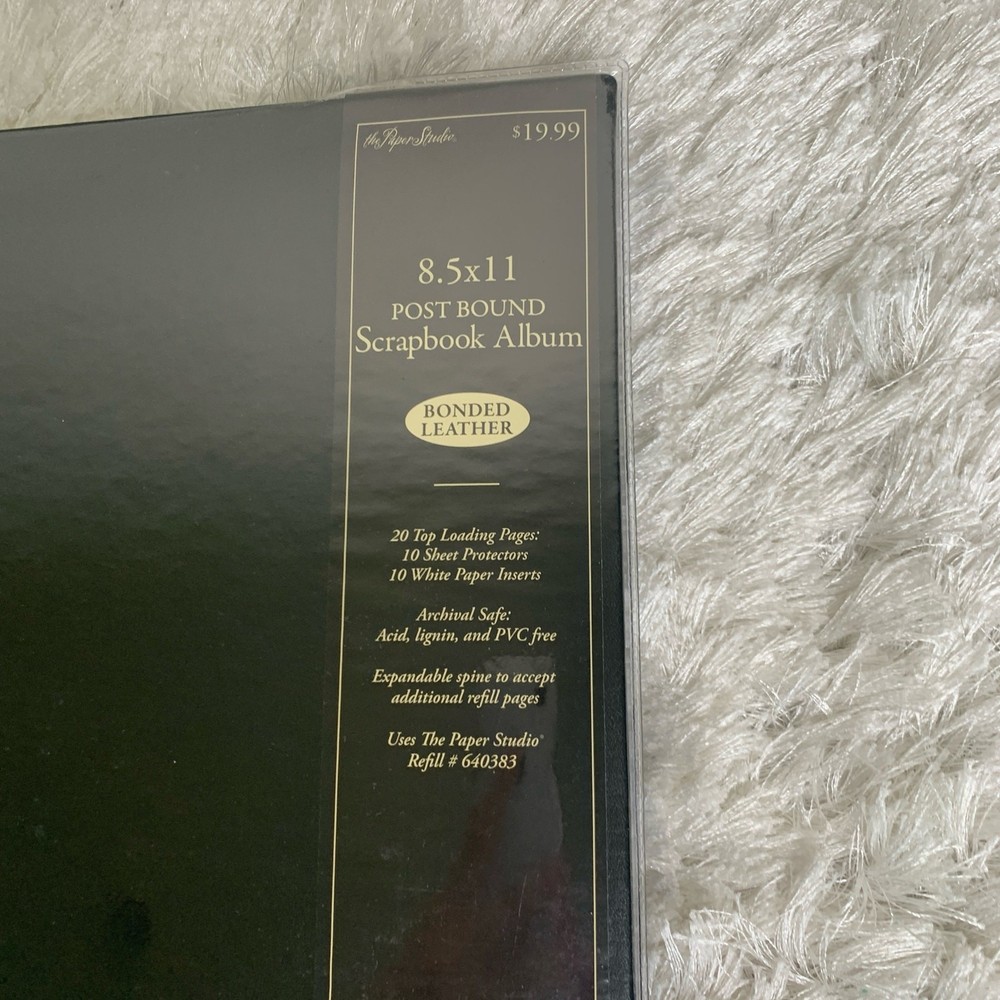 the Paper Studio
$19.99
8.5x11
POST BOUND
Scrapbook Album
BONDED
LEATHER
20 Top Loading Pages:
10 Sheet Protectors
10 White Paper Inserts
Archival Safe:
Acid, lignin, and PVC free
Expandable spine to accept
additional refill pages
Uses The Paper Studio®
Refill # 640383